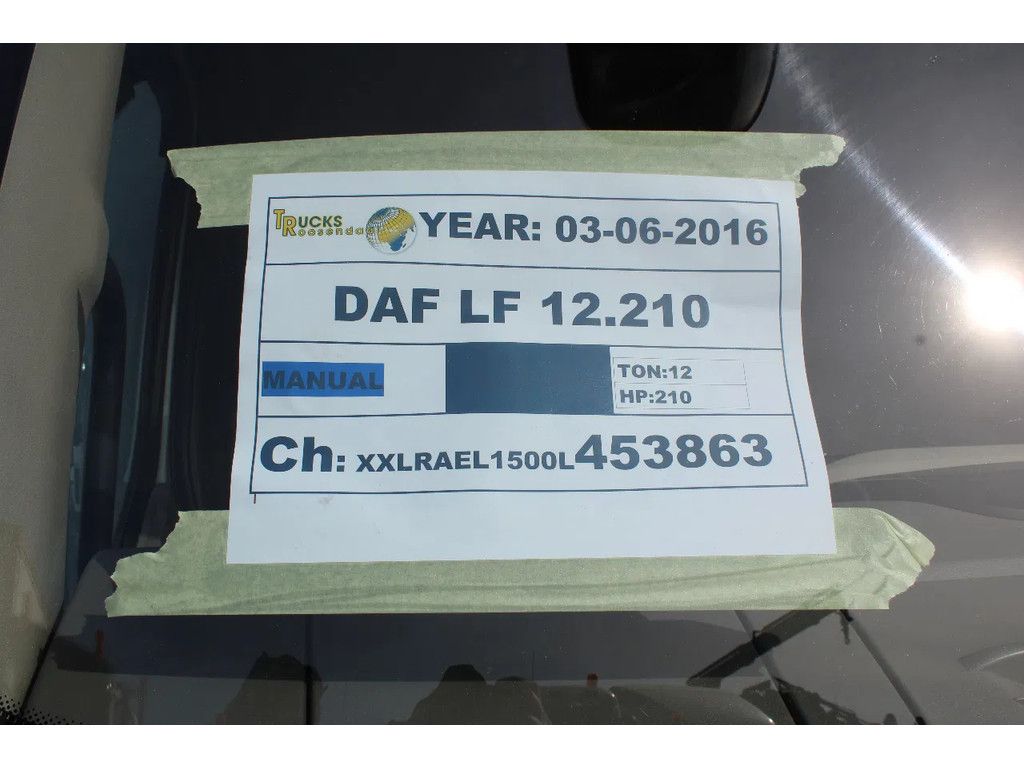 TRUCKS
Roosendaal
YEAR: 03-06-2016
DAF LF 12.210
MANUAL
TON:12
HP:210
Ch: XXLRAEL1500L453863